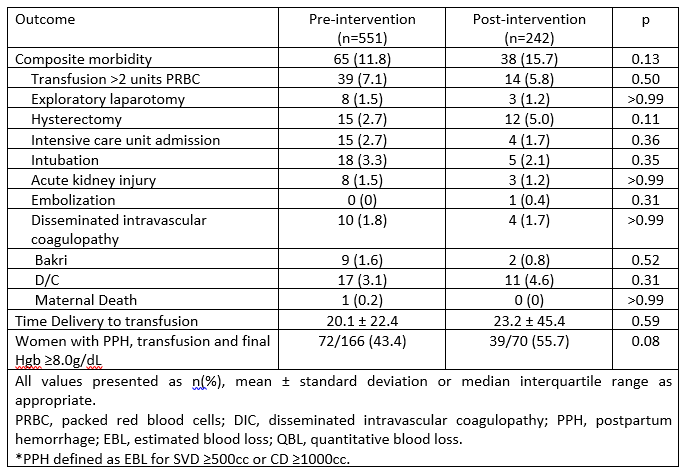 Outcome Pre-intervention Post-intervention p
(n=551) (n=242)
Composite morbidity 65 (11.8) 38 (15.7) 0.13
Transfusion >2 units PRBC 39 (7.1) 14 (5.8) 0.50
Exploratory laparotomy 8 (1.5) 3 (1.2) >0.99
Hysterectomy 15 (2.7) 12 (5.0) 0.11
Intensive care unit admission 15 (2.7) 4 (1.7) 0.36
Intubation 18 (3.3) 5 (2.1) 0.35
Acute kidney injury 8 (1.5) 3 (1.2) >0.99
Embolization 0 (0) 1 (0.4) 0.31
Disseminated intravascular 10 (1.8) 4 (1.7) >0.99
coagulopathy
Bakri 9 (1.6) 2 (0.8) 0.52
D/C 17 (3.1) 11 (4.6) 0.31
Maternal Death 1 (0.2) 0 (0) >0.99
Time Delivery to transfusion 20.1 ± 22.4 23.2 ± 45.4 0.59
Women with PPH, transfusion and final 72/166 (43.4) 39/70 (55.7) 0.08
Hgb ≥8.0g/dL
All values presented as n(%), mean ± standard deviation or median interquartile range as
appropriate.
PRBC, packed red blood cells; DIC, disseminated intravascular coagulopathy; PPH, postpartum
hemorrhage; EBL, estimated blood loss; QBL, quantitative blood loss.
*PPH defined as EBL for SVD ≥500cc or CD ≥1000cc.